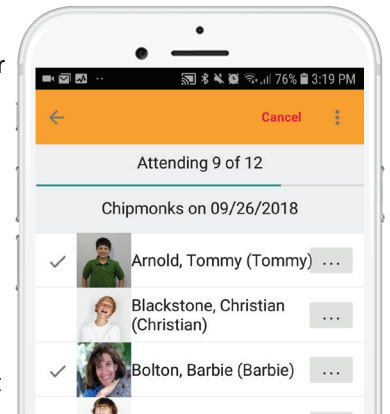 r
76% 3:19 PM
Cancel
Attending 9 of 12
Chipmonks on 09/26/2018
Arnold, Tommy (Tommy) ...
Blackstone, Christian
(Christian) ...
Bolton, Barbie (Barbie) ...
t